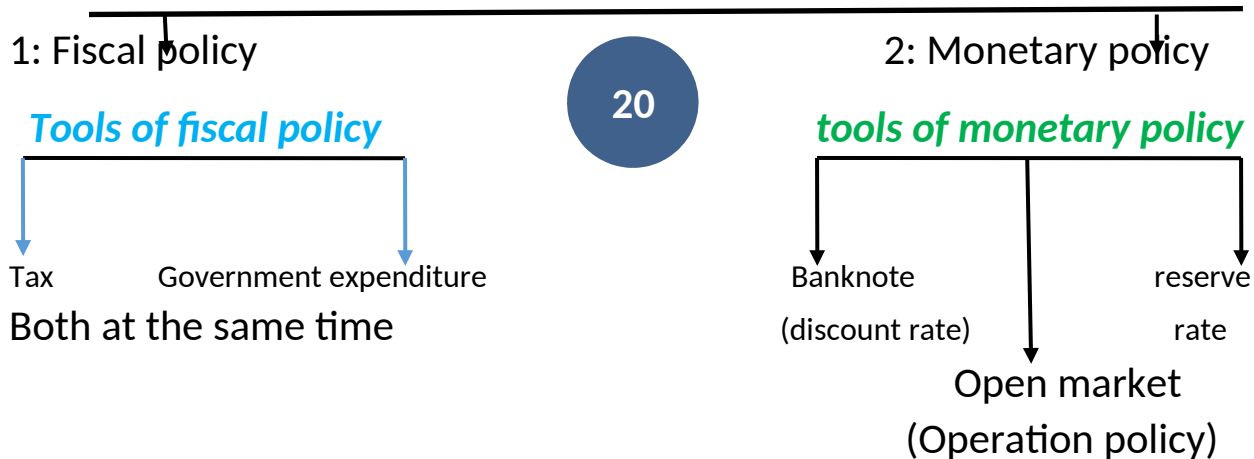 1: Fiscal policy
20
2: Monetary policy
Tools of fiscal policy
tools of monetary policy
Tax
Government expenditure
Banknote
reserve
Both at the same time
(discount rate)
rate
Open market
(Operation policy)